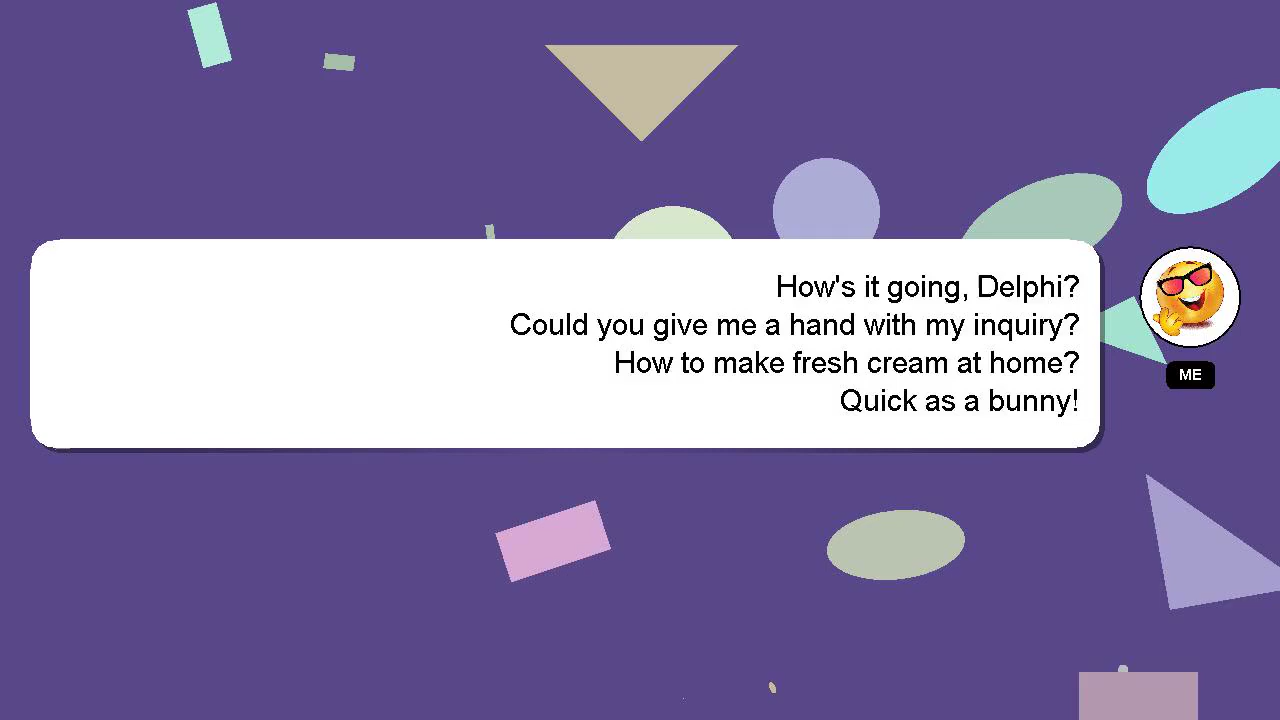 How's it going, Delphi?
Could you give me a hand with my inquiry?
How to make fresh cream at home?
Quick as a bunny!
ME